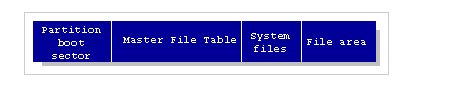 Partition
boot
sector
Master File Table
System
files
File area